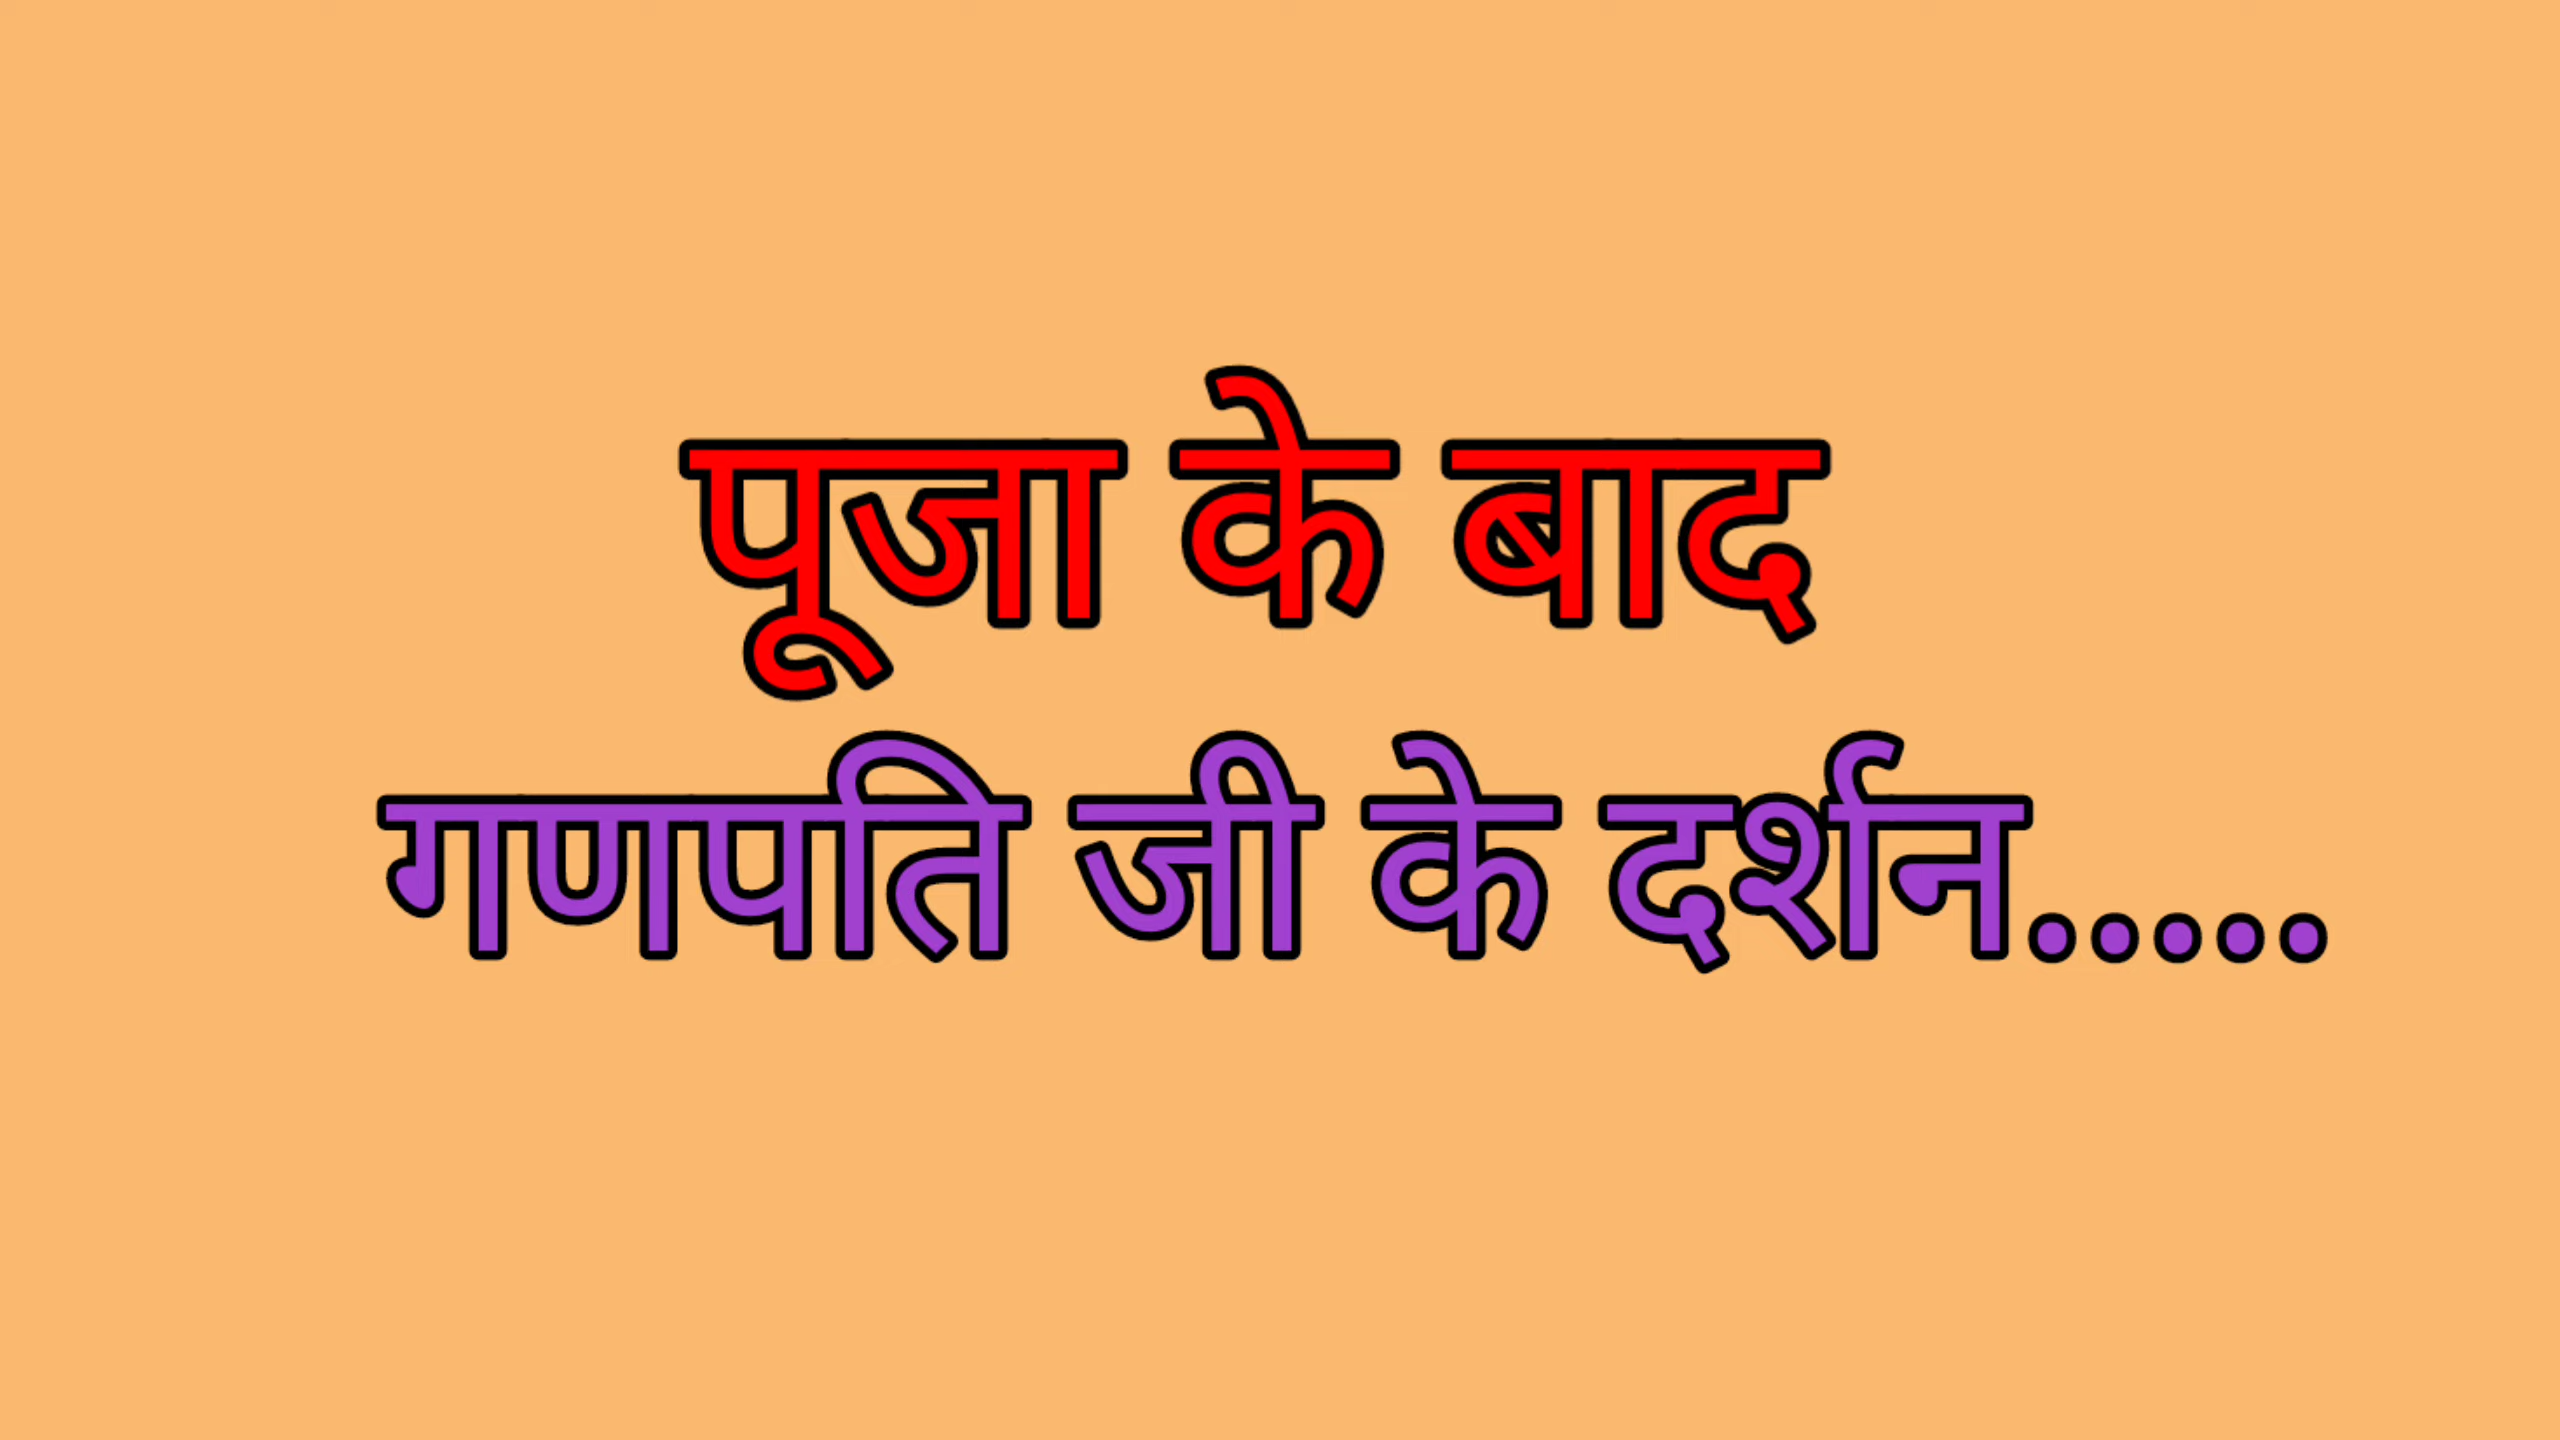 पूजा के बाद
गणपति जी के दर्शन.....